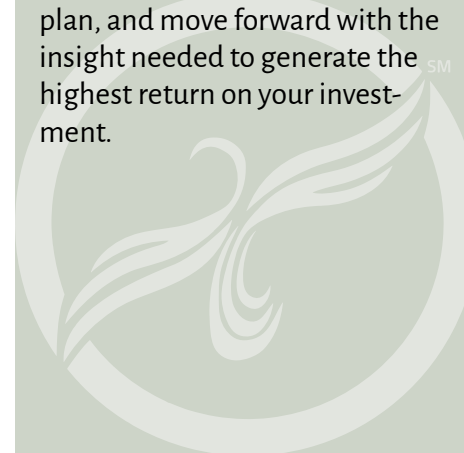 plan, and move forward with the
insight needed to generate the
highest return on your invest-
ment.
SM